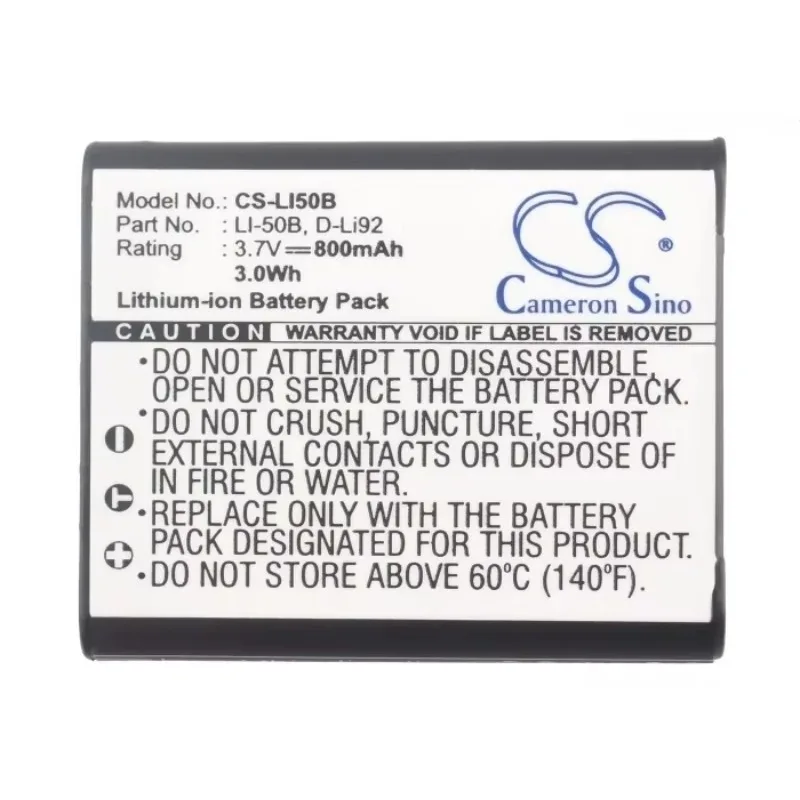 Model No.: CS-LI50B
Part No. : LI-50B, D-Li92
Rating : 3.7V⎓800mAh
3.0Wh
Lithium-ion Battery Pack
CS®
Cameron Sino
CAUTION WARRANTY VOID IF LABEL IS REMOVED
•DO NOT ATTEMPT TO DISASSEMBLE,
OPEN OR SERVICE THE BATTERY PACK.
•DO NOT CRUSH, PUNCTURE, SHORT
EXTERNAL CONTACTS OR DISPOSE OF
IN FIRE OR WATER.
•REPLACE ONLY WITH THE BATTERY
PACK DESIGNATED FOR THIS PRODUCT.
•DO NOT STORE ABOVE 60°C (140°F).
- C +